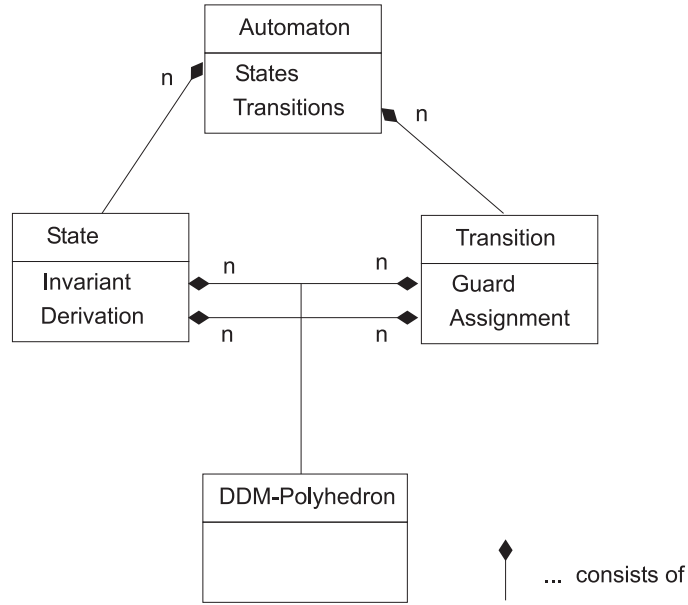 Automaton
States
Transitions
n
n
State
Invariant
Derivation
Transition
Guard
Assignment
n
n
n
n
DDM-Polyhedron
... consists of